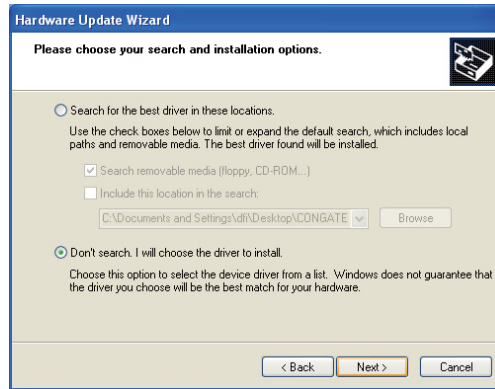 Hardware Update Wizard
Please choose your search and installation options.
Search for the best driver in these locations.
Use the check boxes below to limit or expand the default search, which includes local
paths and removable media. The best driver found will be installed.
Search removable media (floppy, CD-ROM...)
Include this location in the search:
C:\Documents and Settings\dfi\Desktop\CONGATE
Browse
Don't search. I will choose the driver to install.
Choose this option to select the device driver from a list. Windows does not guarantee that
the driver you choose will be the best match for your hardware.
< Back
Next >
Cancel